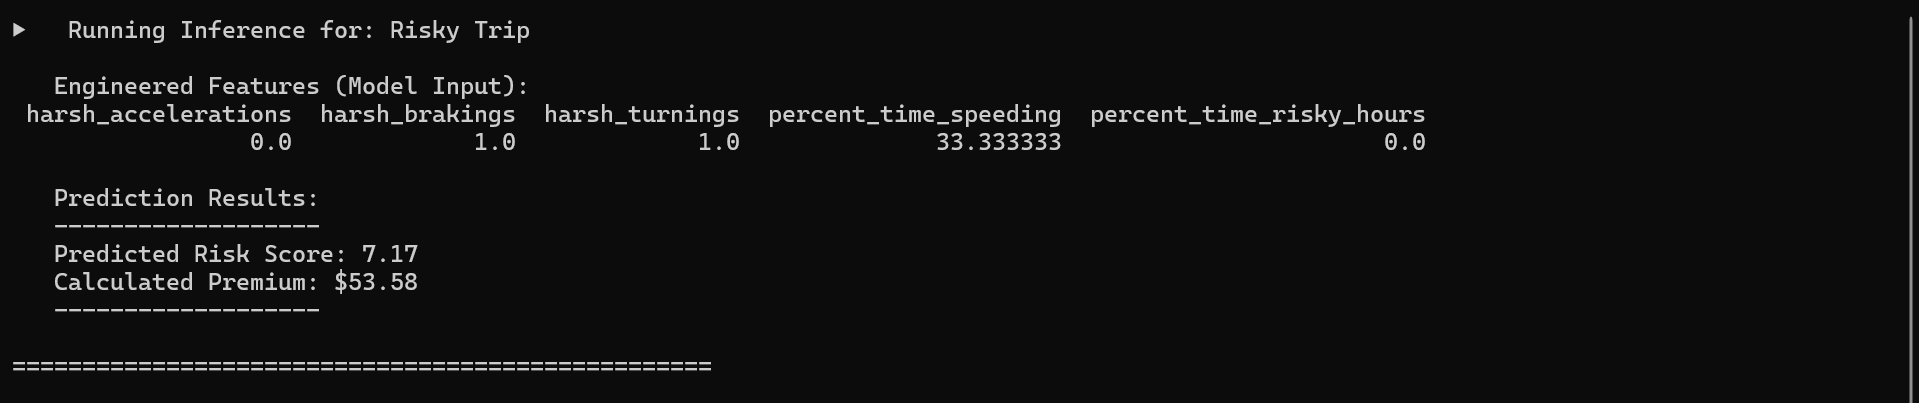 ▶ Running Inference for: Risky Trip
Engineered Features (Model Input):
harsh_accelerations harsh_brakings harsh_turnings percent_time_speeding percent_time_risky_hours
0.0 1.0 1.0 33.333333 0.0
Prediction Results:
-------------------
Predicted Risk Score: 7.17
Calculated Premium: $53.58
-------------------
==================================================